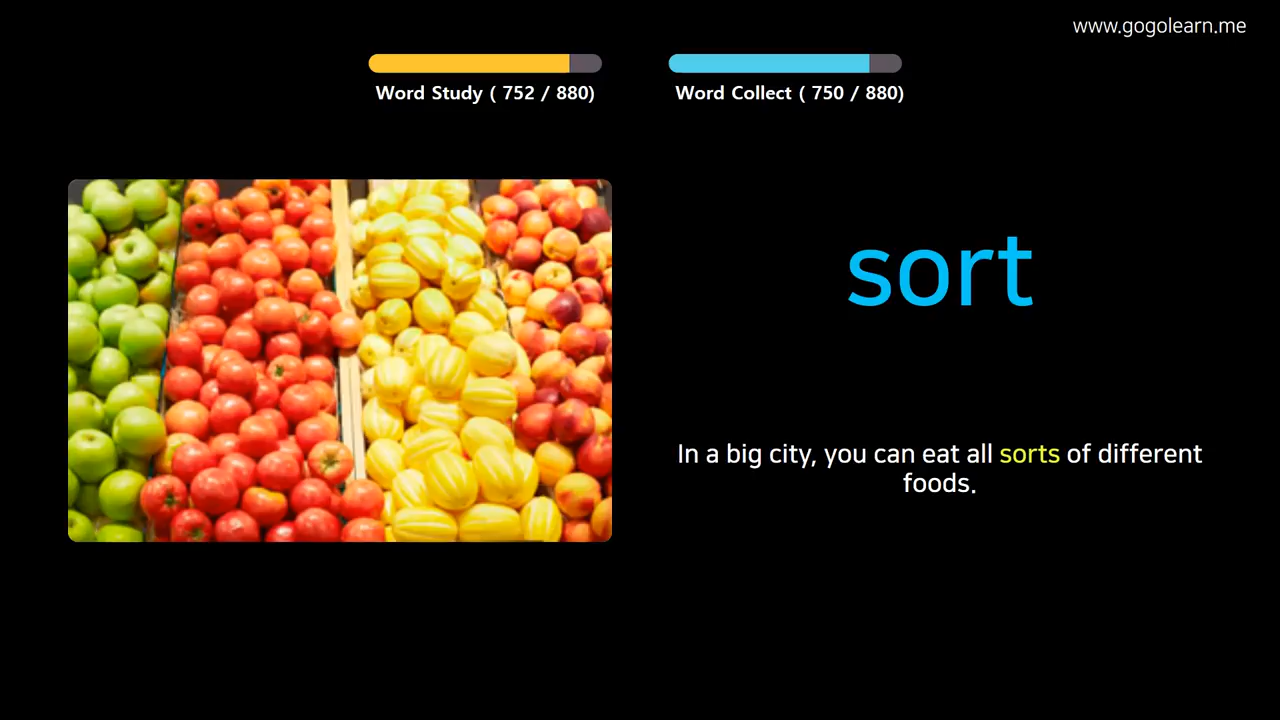 www.gogolearn.me
Word Study ( 752 / 880)
Word Collect ( 750 / 880)
sort
In a big city, you can eat all sorts of different
foods.